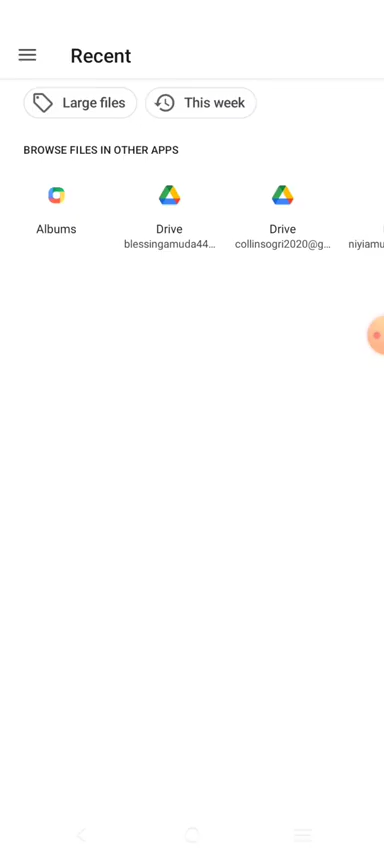 Recent
Large files
This week
BROWSE FILES IN OTHER APPS
Albums
Drive
blessingamuda44...
Drive
collinsogri2020@g...
niyiamu